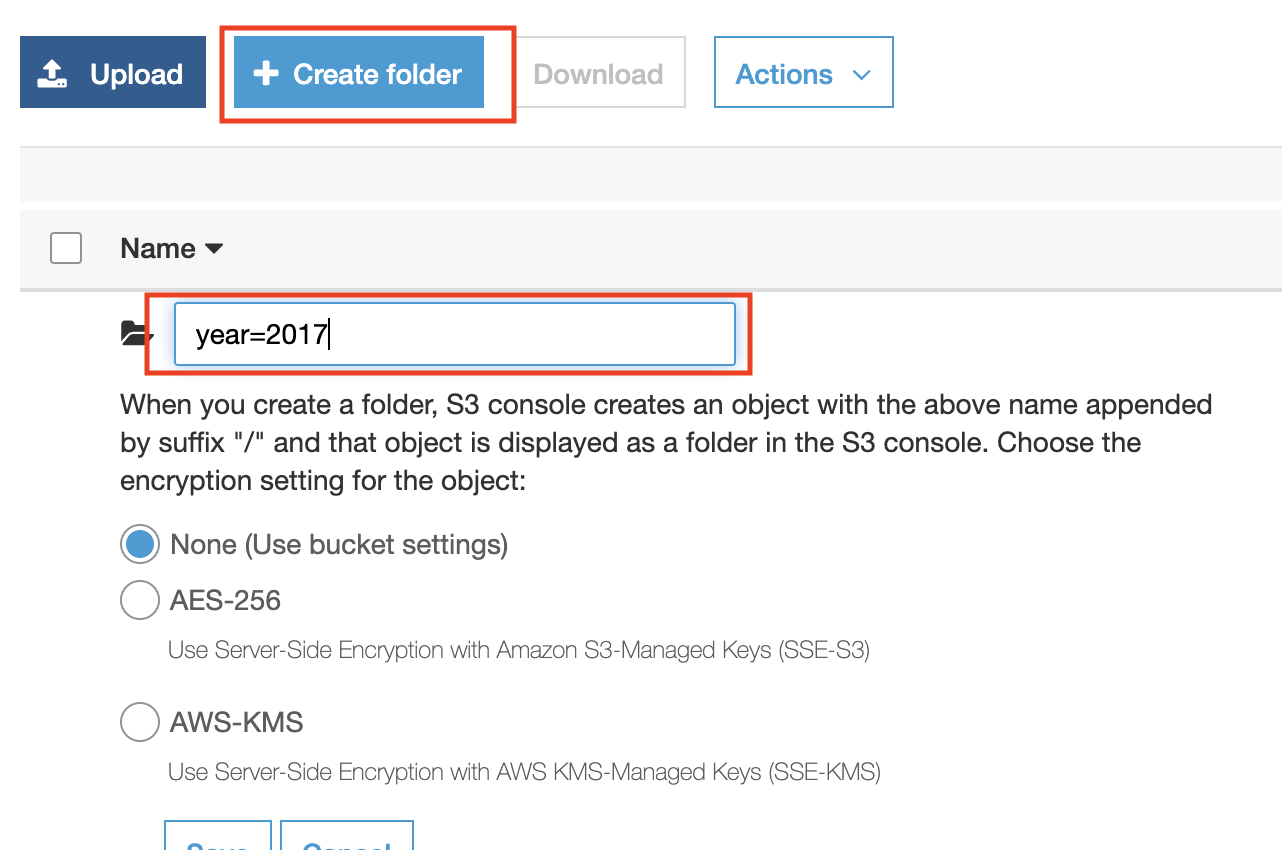 Upload
Create folder
Download
Actions
Name
year=2017
When you create a folder, S3 console creates an object with the above name appended
by suffix "/" and that object is displayed as a folder in the S3 console. Choose the
encryption setting for the object:
None (Use bucket settings)
AES-256
Use Server-Side Encryption with Amazon S3-Managed Keys (SSE-S3)
AWS-KMS
Use Server-Side Encryption with AWS KMS-Managed Keys (SSE-KMS)
Save
Cancel